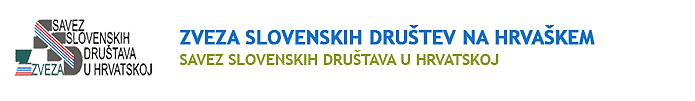 SAVEZ
SLOVENSKIH
DRUŠTAVA
ZVEZA U HRVATSKOJ
ZVEZA SLOVENSKIH DRUŠTEV NA HRVAŠKEM
SAVEZ SLOVENSKIH DRUŠTAVA U HRVATSKOJ